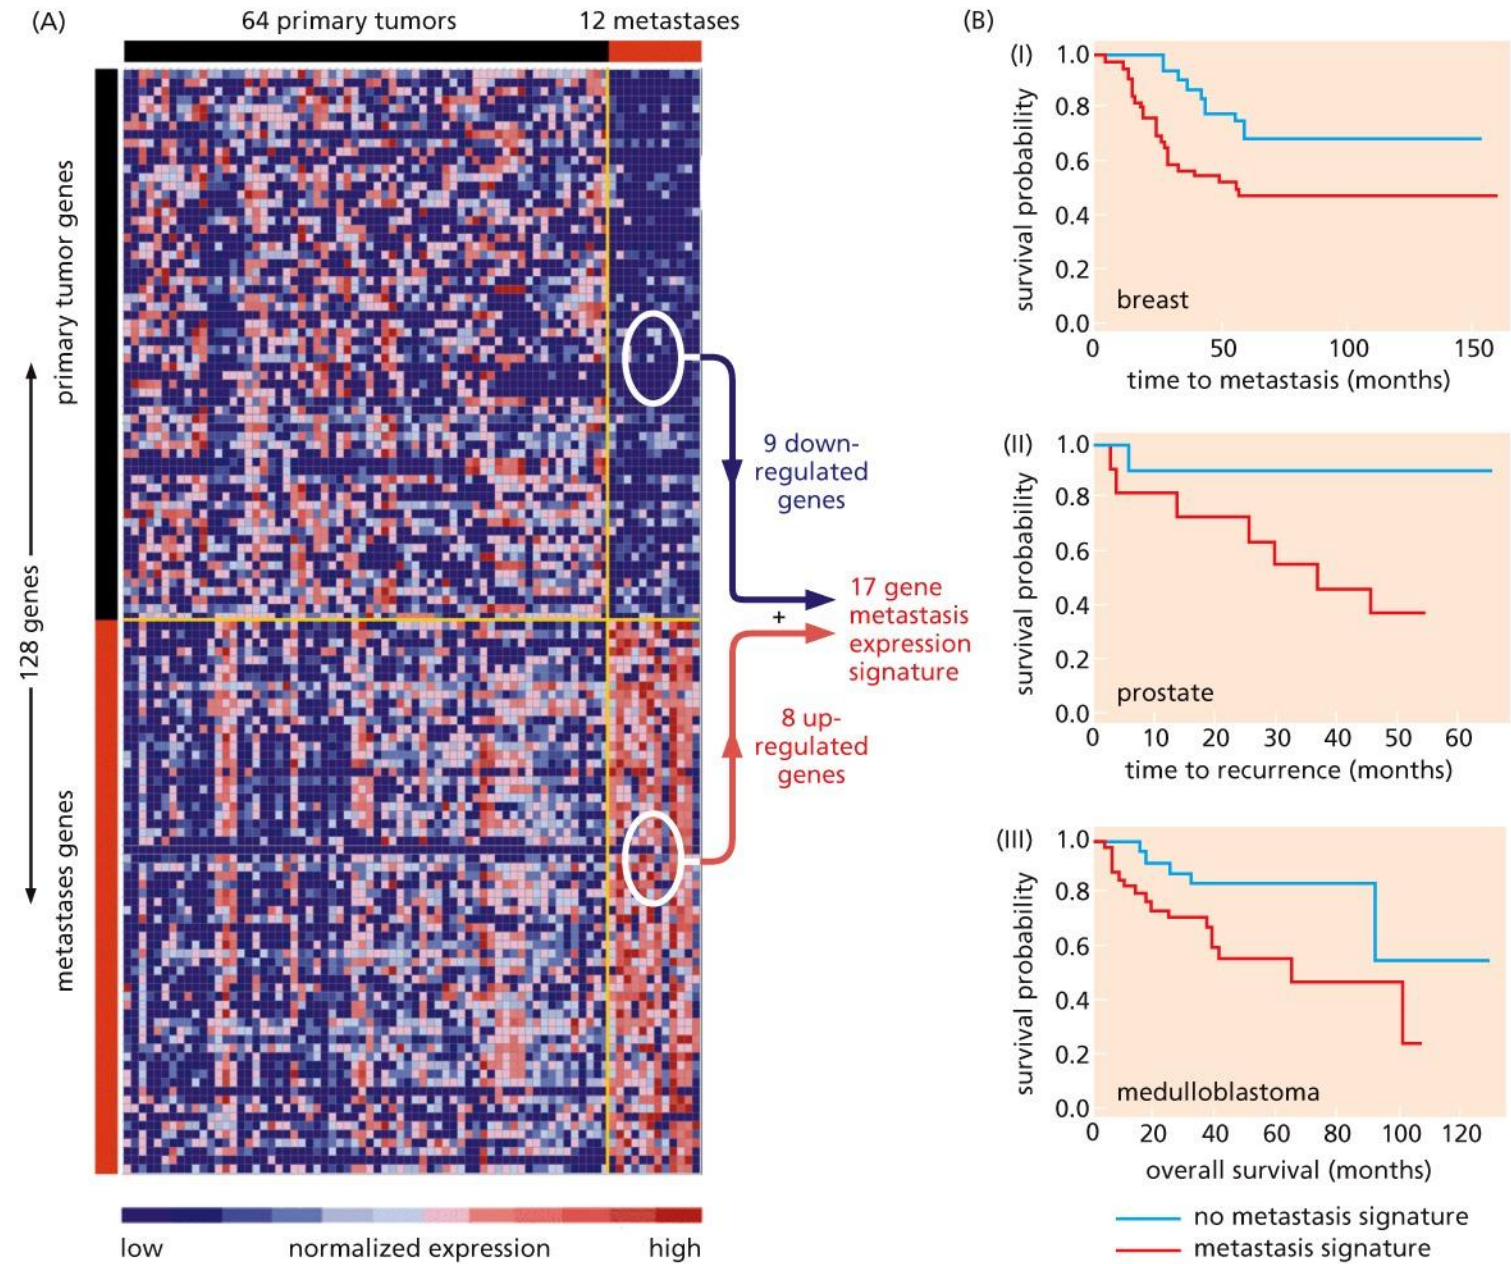 (A)
64 primary tumors
12 metastases
primary tumor genes
128 genes
metastases genes
9 down-
regulated
genes
+
17 gene
metastasis
expression
signature
8 up-
regulated
genes
low
normalized expression
high
(B)
(I)
survival probability
1.0
0.8
0.6
0.4
0.2
0.0
breast
0 50 100 150
time to metastasis (months)
(II)
survival probability
1.0
0.8
0.6
0.4
0.2
0.0
prostate
0 10 20 30 40 50 60
time to recurrence (months)
(III)
survival probability
1.0
0.8
0.6
0.4
0.2
0.0
medulloblastoma
0 20 40 60 80 100 120
overall survival (months)
no metastasis signature
metastasis signature